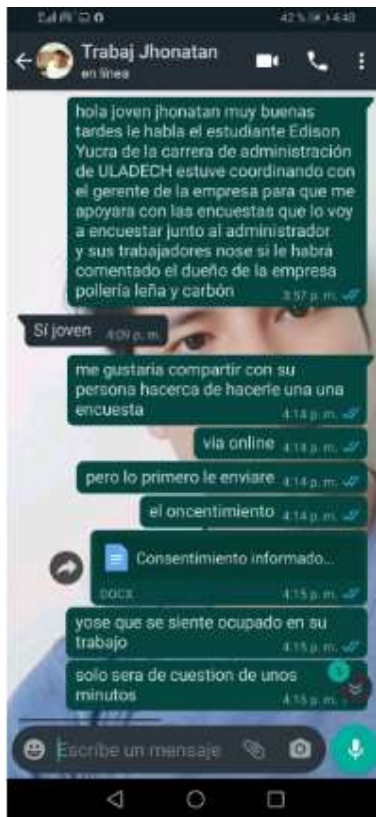 42%
4:40
Trabaj Jhonatan
en línea
hola joven jhonatan muy buenas
tardes le habla el estudiante Edison
Yucra de la carrera de administración
de ULADECH estuve coordinando con
el gerente de la empresa para que me
apoyara con las encuestas que lo voy
a encuestar junto al administrador
y sus trabajadores nose si le habrá
comentado el dueño de la empresa
pollería leña y carbón
3:57 p. m.
Sí joven
4:09 p. m.
me gustaria compartir con su
persona hacerca de hacerle una una
encuesta
4:14 p. m.
via online
4:14 p. m.
pero lo primero le enviare
4:14 p. m.
el oncentimiento
4:14 p. m.
Consentimiento informado...
DOCX
4:15 p. m.
yose que se siente ocupado en su
trabajo
4:15 p. m.
solo sera de cuestion de unos
minutos
4:15 p. m.
Escribe un mensaje